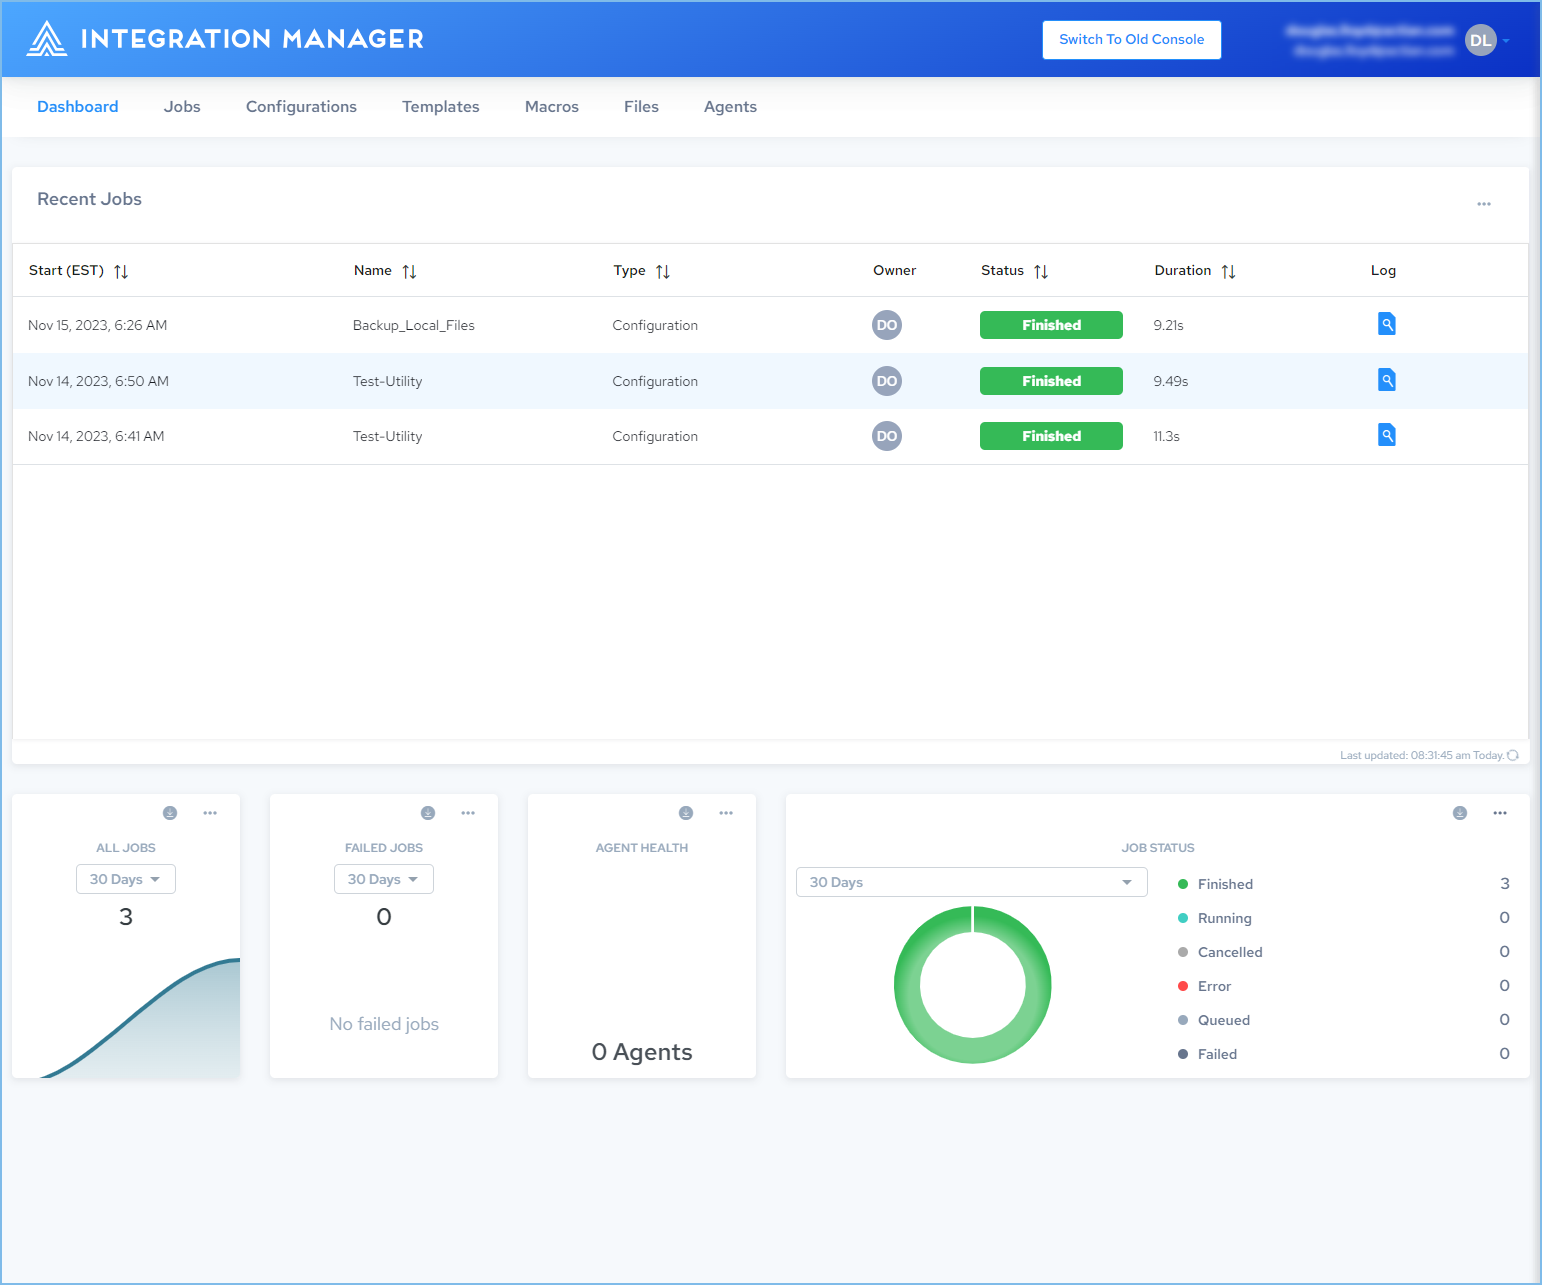 INTEGRATION MANAGER
Switch To Old Console
DL
Dashboard Jobs Configurations Templates Macros Files Agents
Recent Jobs
Start (EST) Name Type Owner Status Duration Log
Nov 15, 2023, 6:26 AM Backup_Local_Files Configuration DO Finished 9.21s
Nov 14, 2023, 6:50 AM Test-Utility Configuration DO Finished 9.49s
Nov 14, 2023, 6:41 AM Test-Utility Configuration DO Finished 11.3s
Last updated: 08:31:45 am Today.
ALL JOBS
30 Days
3
FAILED JOBS
30 Days
0
No failed jobs
AGENT HEALTH
0 Agents
JOB STATUS
30 Days
Finished 3
Running 0
Cancelled 0
Error 0
Queued 0
Failed 0